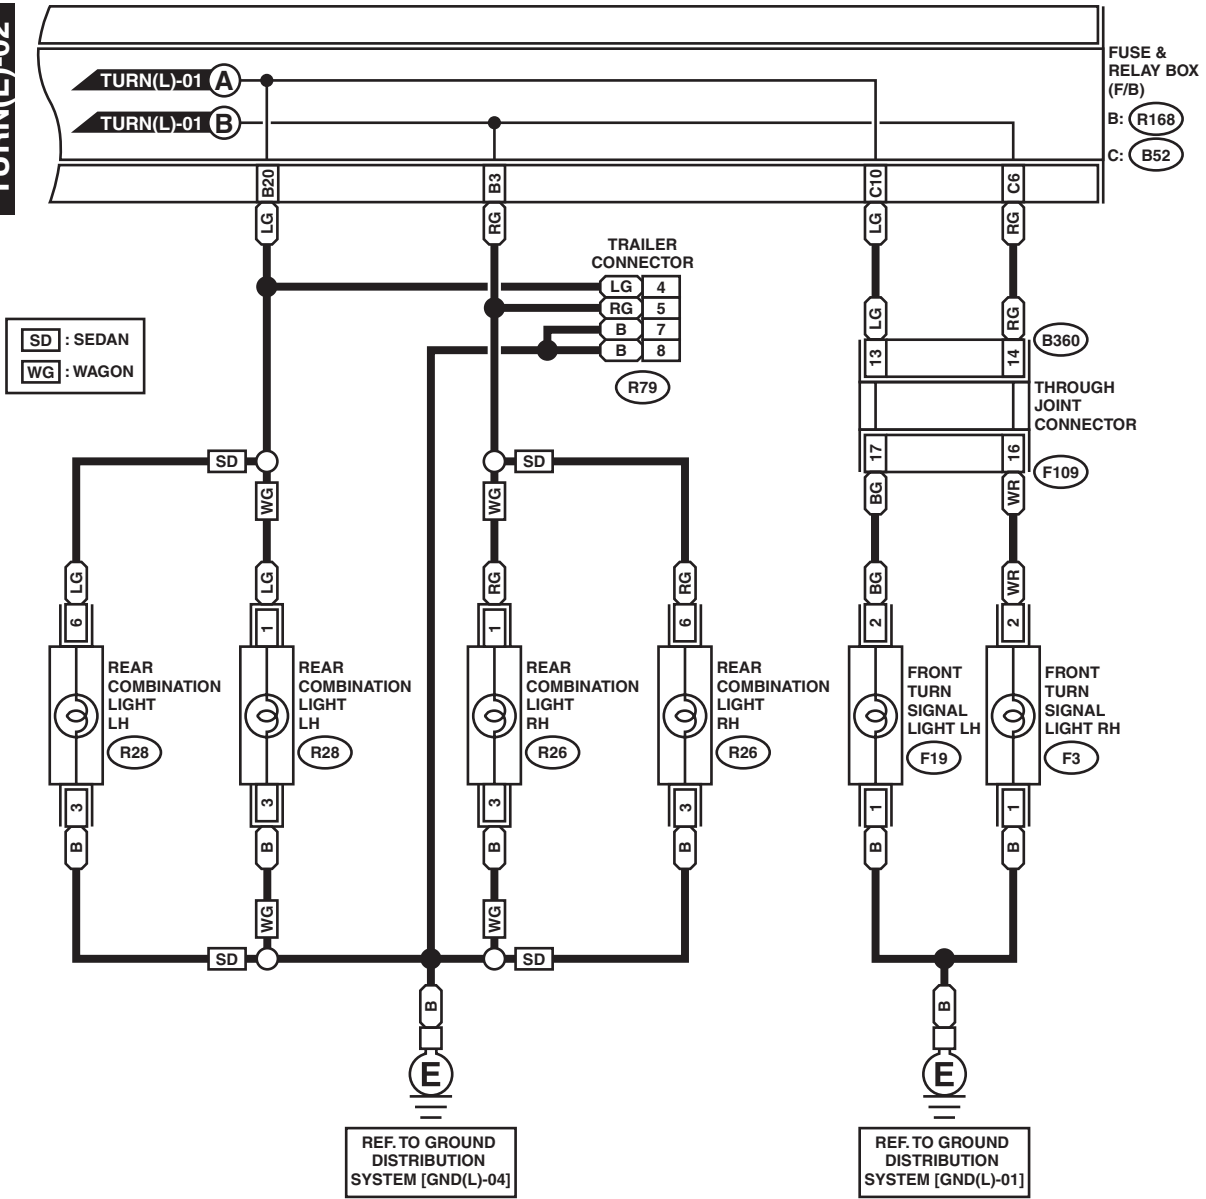 TURN(L)-02
TURN(L)-01 A
TURN(L)-01 B
FUSE &
RELAY BOX
(F/B)
B: R168
C: B52
B20
B3
C10
C6
LG
RG
LG
RG
TRAILER
CONNECTOR
LG 4
RG 5
B 7
B 8
R79
SD : SEDAN
WG : WAGON
LG
RG
13
14
B360
THROUGH
JOINT
CONNECTOR
17
16
F109
BG
WR
SD
SD
WG
WG
LG
LG
RG
RG
BG
WR
6
1
1
6
2
2
REAR
COMBINATION
LIGHT
LH
R28
REAR
COMBINATION
LIGHT
LH
R28
REAR
COMBINATION
LIGHT
RH
R26
REAR
COMBINATION
LIGHT
RH
R26
FRONT
TURN
SIGNAL
LIGHT LH
F19
FRONT
TURN
SIGNAL
LIGHT RH
F3
3
3
3
3
1
1
B
B
B
B
B
B
WG
WG
SD
SD
B
B
E
E
REF. TO GROUND
DISTRIBUTION
SYSTEM [GND(L)-04]
REF. TO GROUND
DISTRIBUTION
SYSTEM [GND(L)-01]